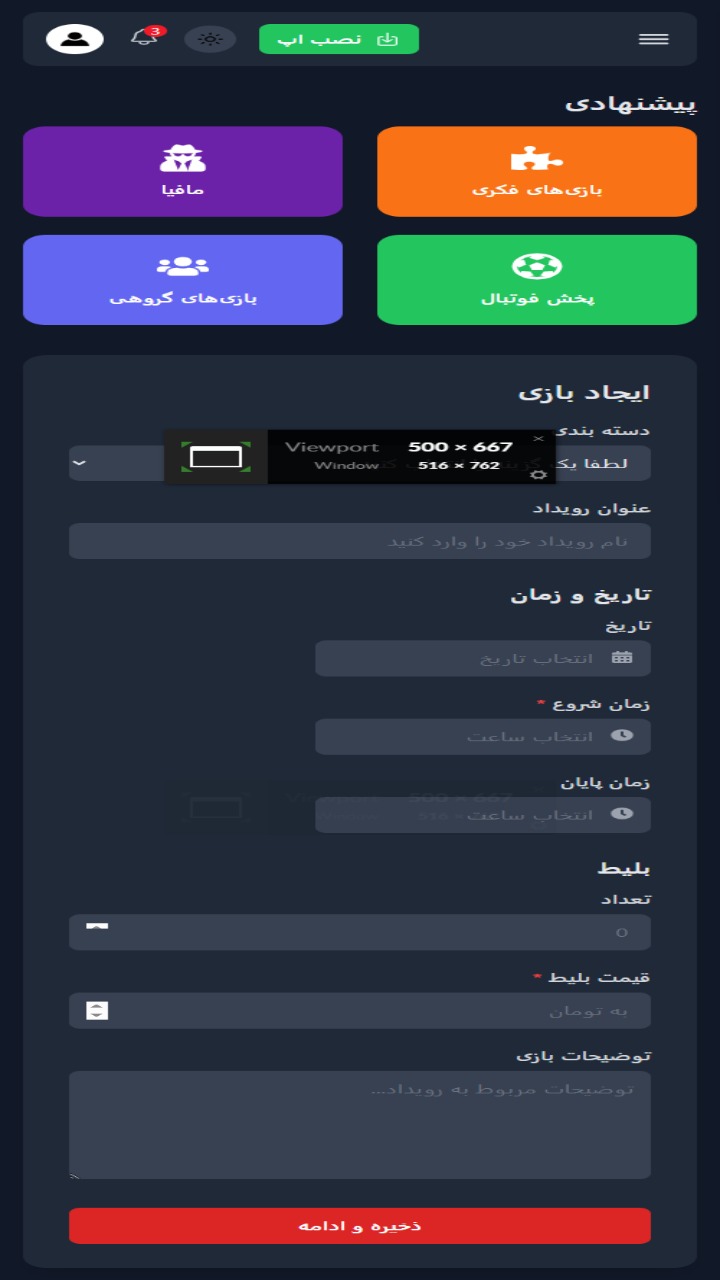 نصب اپ
3
پیشنهادی
بازی‌های فکری
مافیا
پخش فوتبال
بازی‌های گروهی
ایجاد بازی
دسته بندی
لطفا یک
Viewport 500 × 667
Window 516 × 762
عنوان رویداد
نام رویداد خود را وارد کنید
تاریخ و زمان
تاریخ
انتخاب تاریخ
زمان شروع *
انتخاب ساعت
زمان پایان
انتخاب ساعت
بلیط
تعداد
0
قیمت بلیط *
به تومان
توضیحات بازی
توضیحات مربوط به رویداد...
ذخیره و ادامه